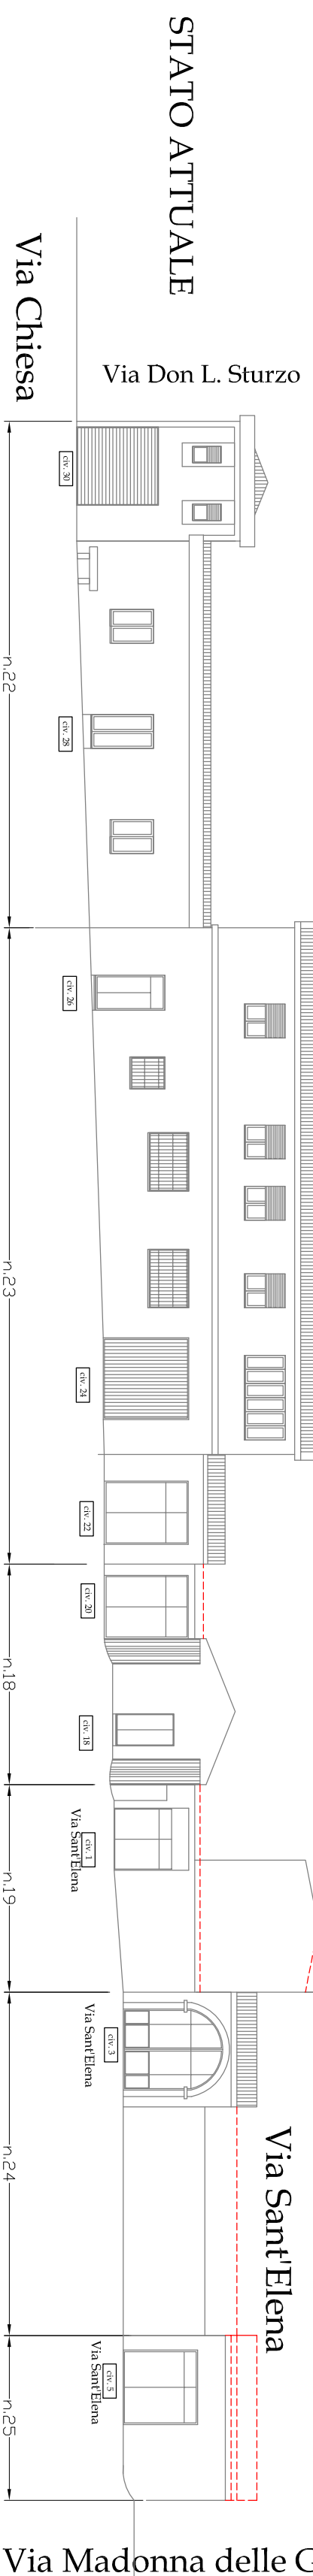 STATO ATTUALE
Via Chiesa
Via Don L. Sturzo
civ. 30
n.22
civ. 28
civ. 26
n.23
civ. 24
civ. 22
civ. 20
n.18
civ. 18
civ. 1
Via Sant'Elena
n.19
civ. 3
Via Sant'Elena
Via Sant'Elena
n.24
civ. 5
Via Sant'Elena
n.25
Via Madonna delle G